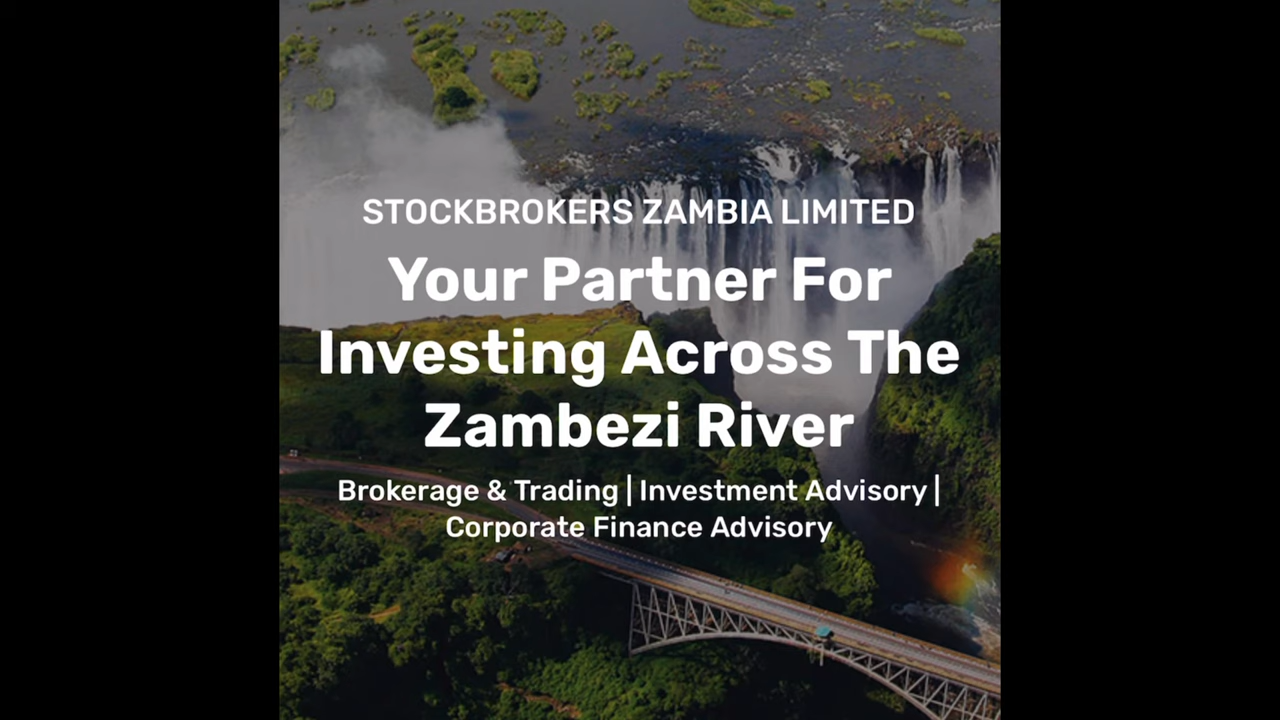 STOCKBROKERS ZAMBIA LIMITED
Your Partner For
Investing Across The
Zambezi River
Brokerage & Trading | Investment Advisory |
Corporate Finance Advisory